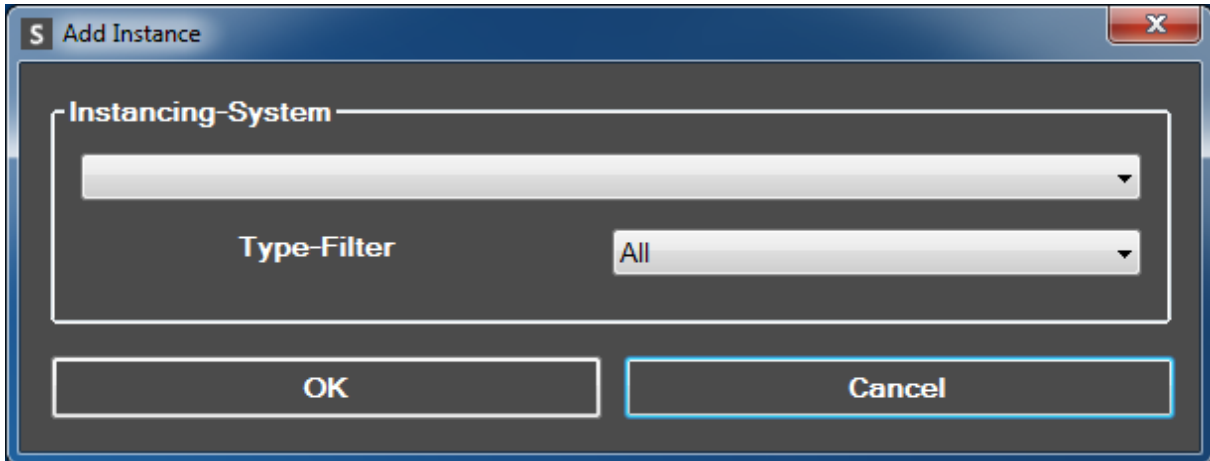 S Add Instance
x
Instancing-System
Type-Filter All
OK Cancel